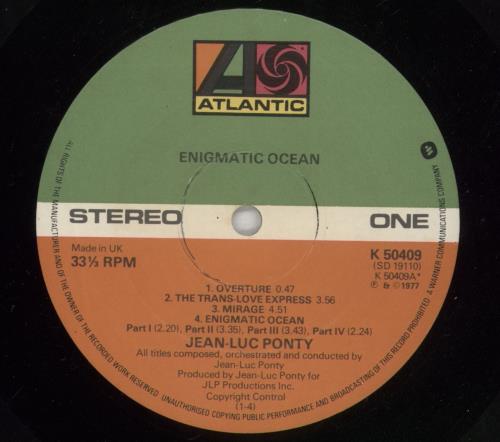 ATLANTIC
ENIGMATIC OCEAN
STEREO
ONE
Made in UK
33⅓ RPM
K 50409
(SD 19110)
K 50409A*
℗ & © 1977
1. OVERTURE 0.47
2. THE TRANS-LOVE EXPRESS 3.56
3. MIRAGE 4.51
4. ENIGMATIC OCEAN
Part I (2.20), Part II (3.35), Part III (3.43), Part IV (2.24)
JEAN-LUC PONTY
All titles composed, orchestrated and conducted by
Jean-Luc Ponty
Produced by Jean-Luc Ponty for
JLP Productions Inc.
Copyright Control
(1-4)
ALL RIGHTS OF THE MANUFACTURER AND OF THE OWNER OF THE RECORDED WORK RESERVED UNAUTHORISED COPYING PUBLIC PERFORMANCE AND BROADCASTING OF THIS RECORD PROHIBITED A WARNER COMMUNICATIONS COMPANY